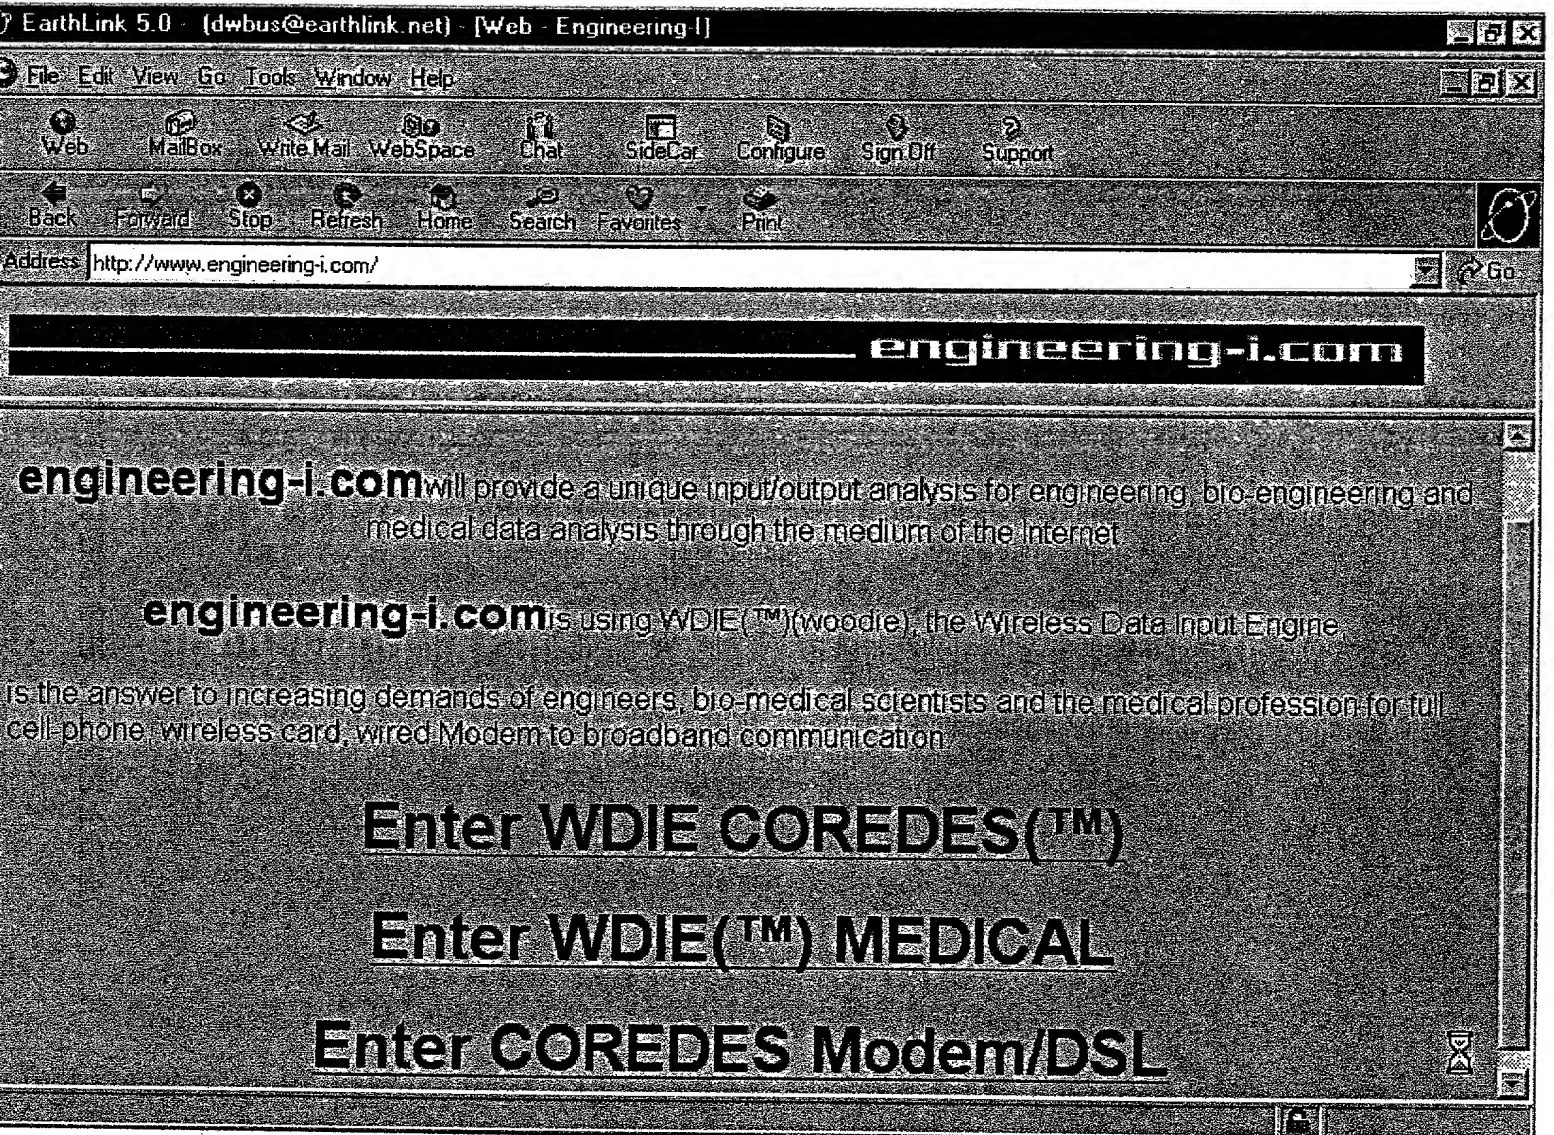 EarthLink 5.0 - (dwbus@earthlink.net) - [Web - Engineering-I]
File Edit View Go Tools Window Help
Web MailBox Write Mail WebSpace Chat SideCar Configure Sign Off Support
Back Forward Stop Refresh Home Search Favorites Print
Address http://www.engineering-i.com/ Go
engineering-i.com
engineering-i.com will provide a unique input/output analysis for engineering, bio-engineering and
medical data analysis through the medium of the Internet
engineering-i.com is using WDIE(™)(woodie), the Wireless Data Input Engine,
is the answer to increasing demands of engineers, bio-medical scientists and the medical profession for full
cell-phone, wireless card, wired Modem to broadband communication.
Enter WDIE COREDES(™)
Enter WDIE(™) MEDICAL
Enter COREDES Modem/DSL